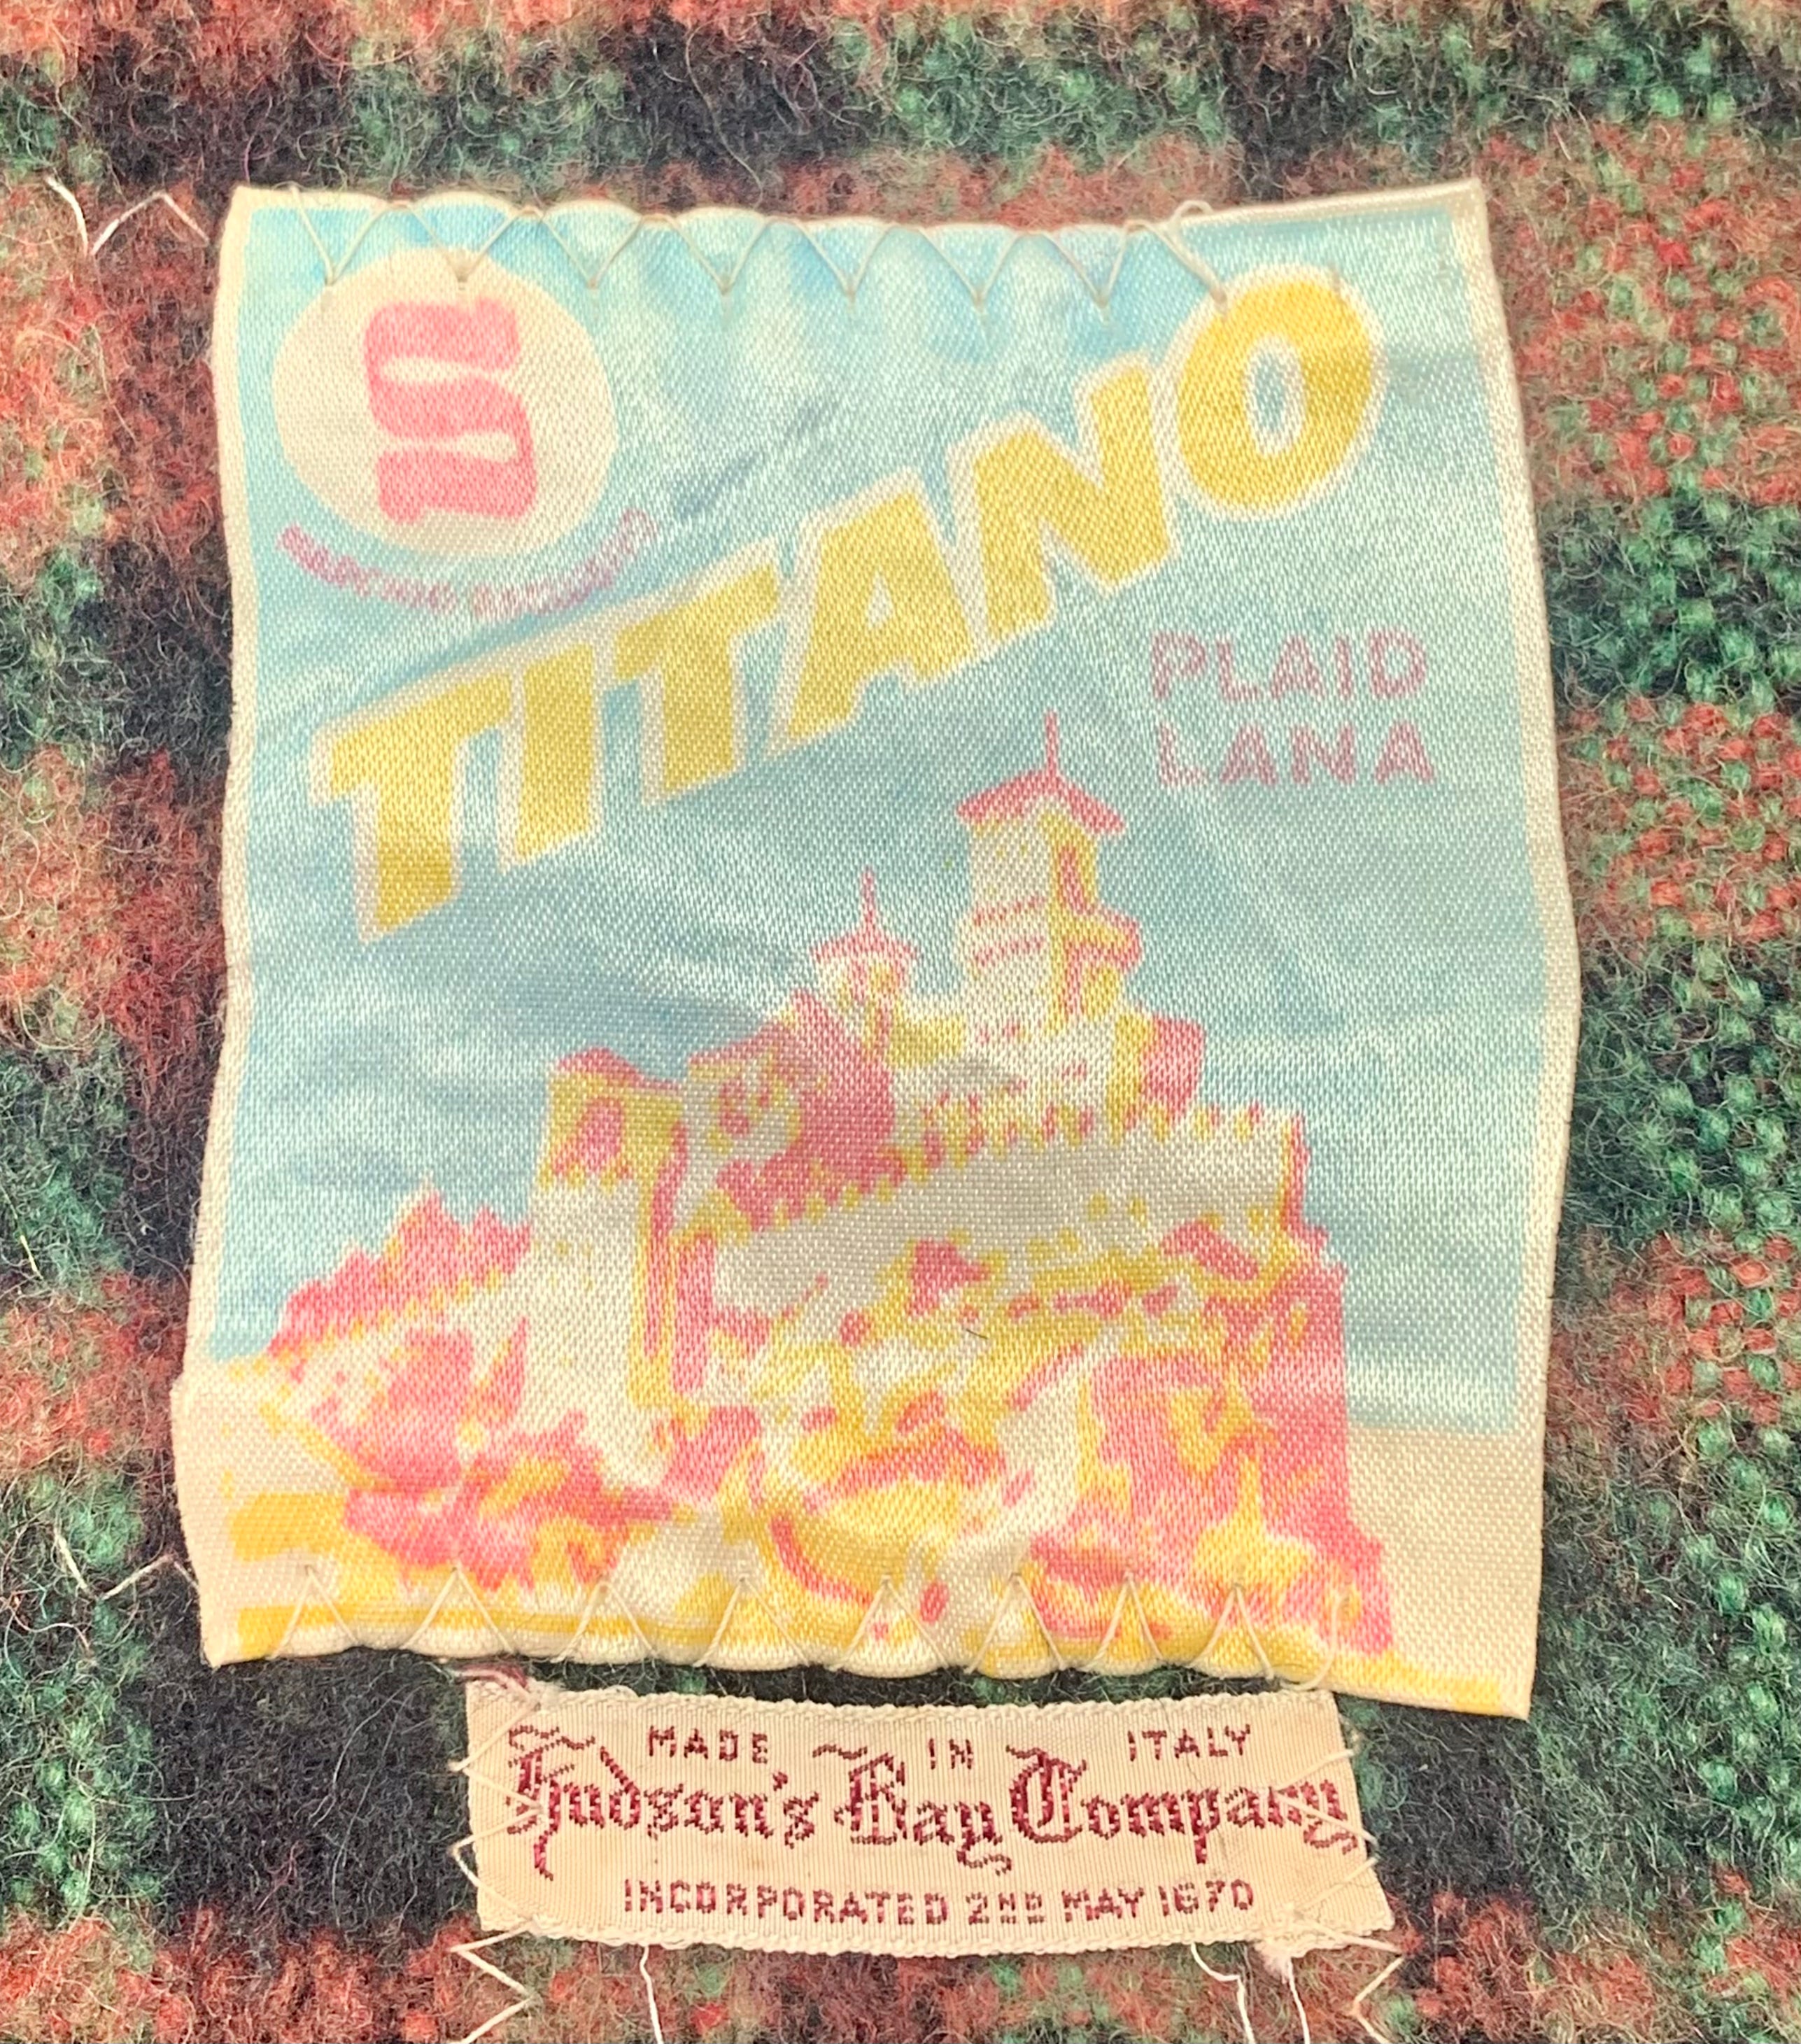 S
TITANO
PLAID
LANA
MADE IN ITALY
Hudson's Bay Company
INCORPORATED 2ND MAY 1670